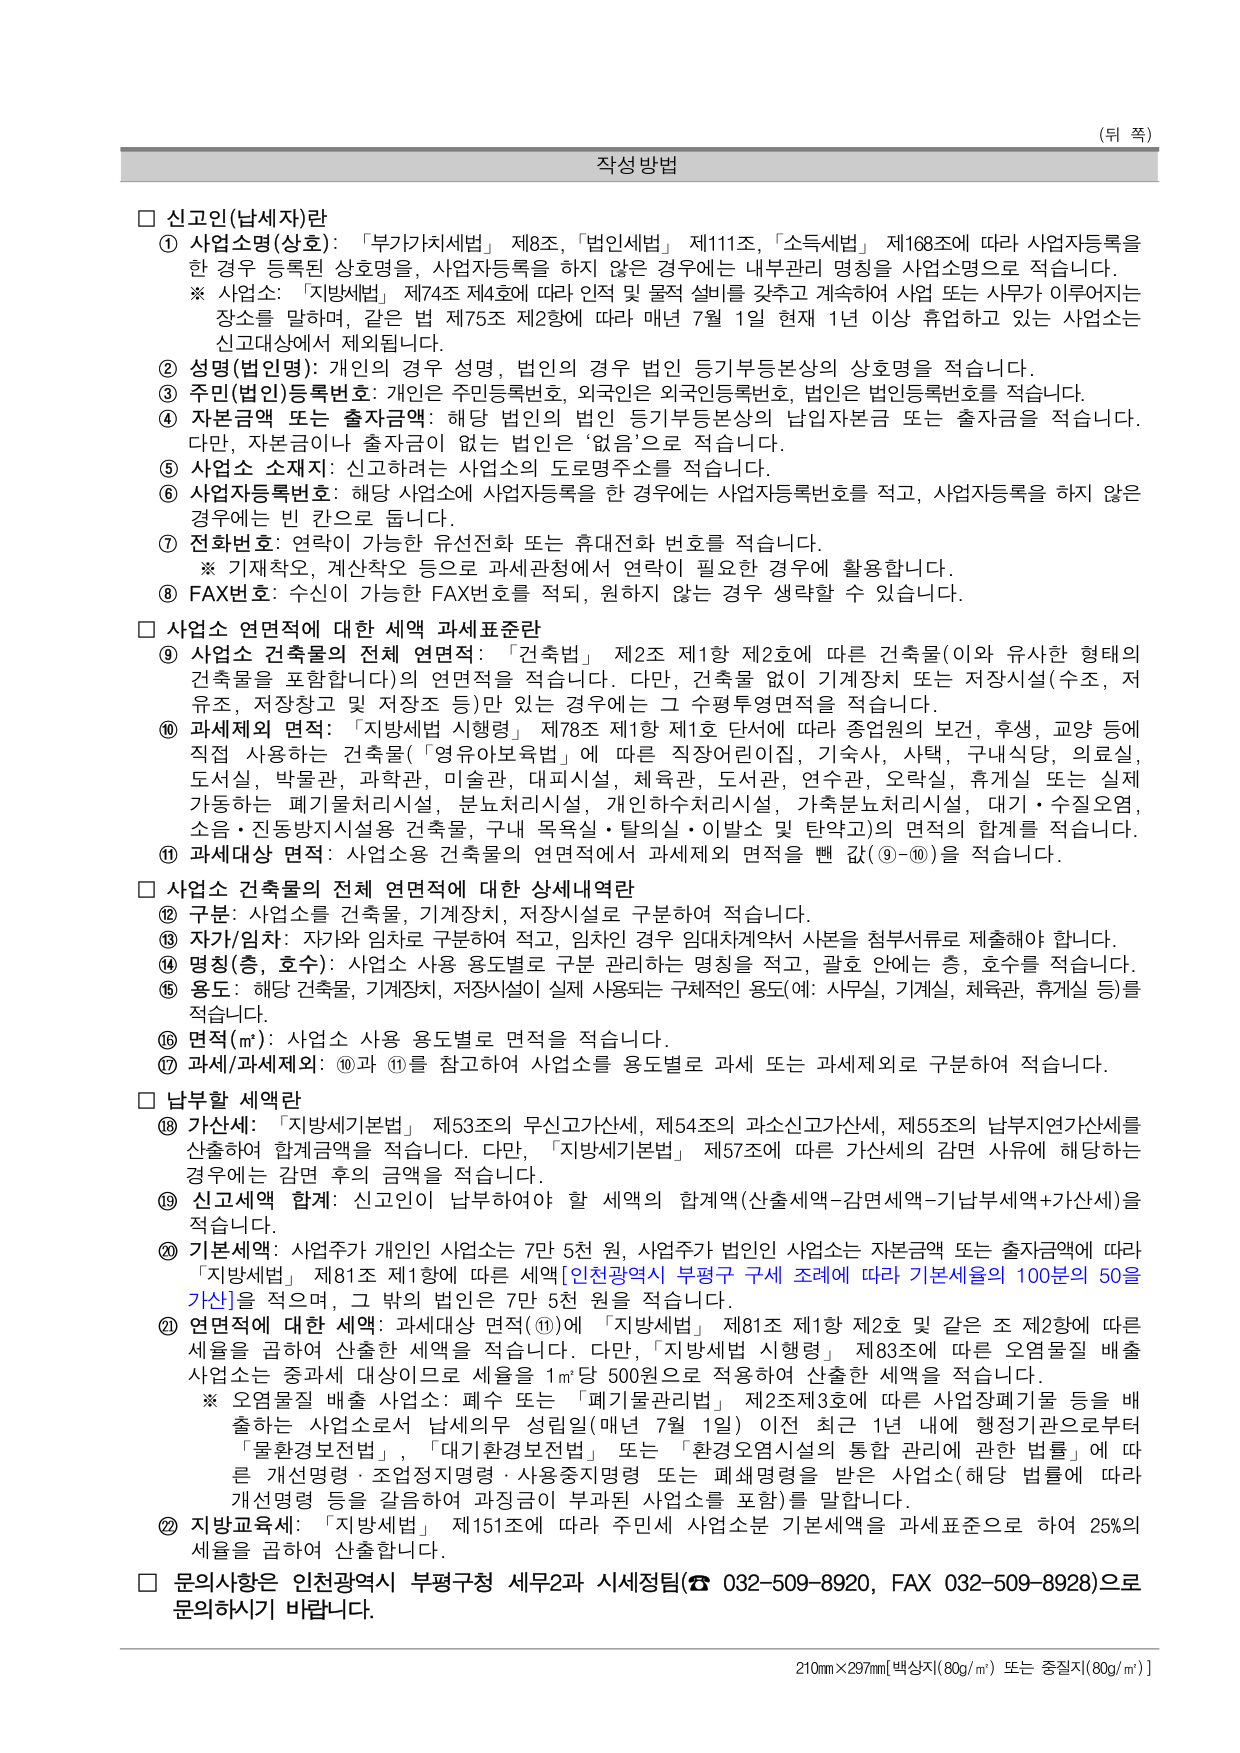 (뒤 쪽)
작성방법
□ 신고인(납세자)란
① 사업소명(상호): 「부가가치세법」 제8조,「법인세법」 제111조,「소득세법」 제168조에 따라 사업자등록을
한 경우 등록된 상호명을, 사업자등록을 하지 않은 경우에는 내부관리 명칭을 사업소명으로 적습니다.
※ 사업소: 「지방세법」 제74조 제4호에 따라 인적 및 물적 설비를 갖추고 계속하여 사업 또는 사무가 이루어지는
장소를 말하며, 같은 법 제75조 제2항에 따라 매년 7월 1일 현재 1년 이상 휴업하고 있는 사업소는
신고대상에서 제외됩니다.
② 성명(법인명): 개인의 경우 성명, 법인의 경우 법인 등기부등본상의 상호명을 적습니다.
③ 주민(법인)등록번호: 개인은 주민등록번호, 외국인은 외국인등록번호, 법인은 법인등록번호를 적습니다.
④ 자본금액 또는 출자금액: 해당 법인의 법인 등기부등본상의 납입자본금 또는 출자금을 적습니다.
다만, 자본금이나 출자금이 없는 법인은 ‘없음’으로 적습니다.
⑤ 사업소 소재지: 신고하려는 사업소의 도로명주소를 적습니다.
⑥ 사업자등록번호: 해당 사업소에 사업자등록을 한 경우에는 사업자등록번호를 적고, 사업자등록을 하지 않은
경우에는 빈 칸으로 둡니다.
⑦ 전화번호: 연락이 가능한 유선전화 또는 휴대전화 번호를 적습니다.
※ 기재착오, 계산착오 등으로 과세관청에서 연락이 필요한 경우에 활용합니다.
⑧ FAX번호: 수신이 가능한 FAX번호를 적되, 원하지 않는 경우 생략할 수 있습니다.
□ 사업소 연면적에 대한 세액 과세표준란
⑨ 사업소 건축물의 전체 연면적: 「건축법」 제2조 제1항 제2호에 따른 건축물(이와 유사한 형태의
건축물을 포함합니다)의 연면적을 적습니다. 다만, 건축물 없이 기계장치 또는 저장시설(수조, 저
유조, 저장창고 및 저장조 등)만 있는 경우에는 그 수평투영면적을 적습니다.
⑩ 과세제외 면적: 「지방세법 시행령」 제78조 제1항 제1호 단서에 따라 종업원의 보건, 후생, 교양 등에
직접 사용하는 건축물(「영유아보육법」에 따른 직장어린이집, 기숙사, 사택, 구내식당, 의료실,
도서실, 박물관, 과학관, 미술관, 대피시설, 체육관, 도서관, 연수관, 오락실, 휴게실 또는 실제
가동하는 폐기물처리시설, 분뇨처리시설, 개인하수처리시설, 가축분뇨처리시설, 대기・수질오염,
소음・진동방지시설용 건축물, 구내 목욕실・탈의실・이발소 및 탄약고)의 면적의 합계를 적습니다.
⑪ 과세대상 면적: 사업소용 건축물의 연면적에서 과세제외 면적을 뺀 값(⑨-⑩)을 적습니다.
□ 사업소 건축물의 전체 연면적에 대한 상세내역란
⑫ 구분: 사업소를 건축물, 기계장치, 저장시설로 구분하여 적습니다.
⑬ 자가/임차: 자가와 임차로 구분하여 적고, 임차인 경우 임대차계약서 사본을 첨부서류로 제출해야 합니다.
⑭ 명칭(층, 호수): 사업소 사용 용도별로 구분 관리하는 명칭을 적고, 괄호 안에는 층, 호수를 적습니다.
⑮ 용도: 해당 건축물, 기계장치, 저장시설이 실제 사용되는 구체적인 용도(예: 사무실, 기계실, 체육관, 휴게실 등)를
적습니다.
⑯ 면적(㎡): 사업소 사용 용도별로 면적을 적습니다.
⑰ 과세/과세제외: ⑩과 ⑪를 참고하여 사업소를 용도별로 과세 또는 과세제외로 구분하여 적습니다.
□ 납부할 세액란
⑱ 가산세: 「지방세기본법」 제53조의 무신고가산세, 제54조의 과소신고가산세, 제55조의 납부지연가산세를
산출하여 합계금액을 적습니다. 다만, 「지방세기본법」 제57조에 따른 가산세의 감면 사유에 해당하는
경우에는 감면 후의 금액을 적습니다.
⑲ 신고세액 합계: 신고인이 납부하여야 할 세액의 합계액(산출세액–감면세액–기납부세액+가산세)을
적습니다.
⑳ 기본세액: 사업주가 개인인 사업소는 7만 5천 원, 사업주가 법인인 사업소는 자본금액 또는 출자금액에 따라
「지방세법」 제81조 제1항에 따른 세액[인천광역시 부평구 구세 조례에 따라 기본세율의 100분의 50을
가산]을 적으며, 그 밖의 법인은 7만 5천 원을 적습니다.
㉑ 연면적에 대한 세액: 과세대상 면적(⑪)에 「지방세법」 제81조 제1항 제2호 및 같은 조 제2항에 따른
세율을 곱하여 산출한 세액을 적습니다. 다만,「지방세법 시행령」 제83조에 따른 오염물질 배출
사업소는 중과세 대상이므로 세율을 1㎡당 500원으로 적용하여 산출한 세액을 적습니다.
※ 오염물질 배출 사업소: 폐수 또는 「폐기물관리법」 제2조제3호에 따른 사업장폐기물 등을 배
출하는 사업소로서 납세의무 성립일(매년 7월 1일) 이전 최근 1년 내에 행정기관으로부터
「물환경보전법」, 「대기환경보전법」 또는 「환경오염시설의 통합 관리에 관한 법률」에 따
른 개선명령ㆍ조업정지명령ㆍ사용중지명령 또는 폐쇄명령을 받은 사업소(해당 법률에 따라
개선명령 등을 갈음하여 과징금이 부과된 사업소를 포함)를 말합니다.
㉒ 지방교육세: 「지방세법」 제151조에 따라 주민세 사업소분 기본세액을 과세표준으로 하여 25%의
세율을 곱하여 산출합니다.
□ 문의사항은 인천광역시 부평구청 세무2과 시세정팀(☎ 032–509–8920, FAX 032–509–8928)으로
문의하시기 바랍니다.
210㎜×297㎜[백상지(80g/㎡) 또는 중질지(80g/㎡)]